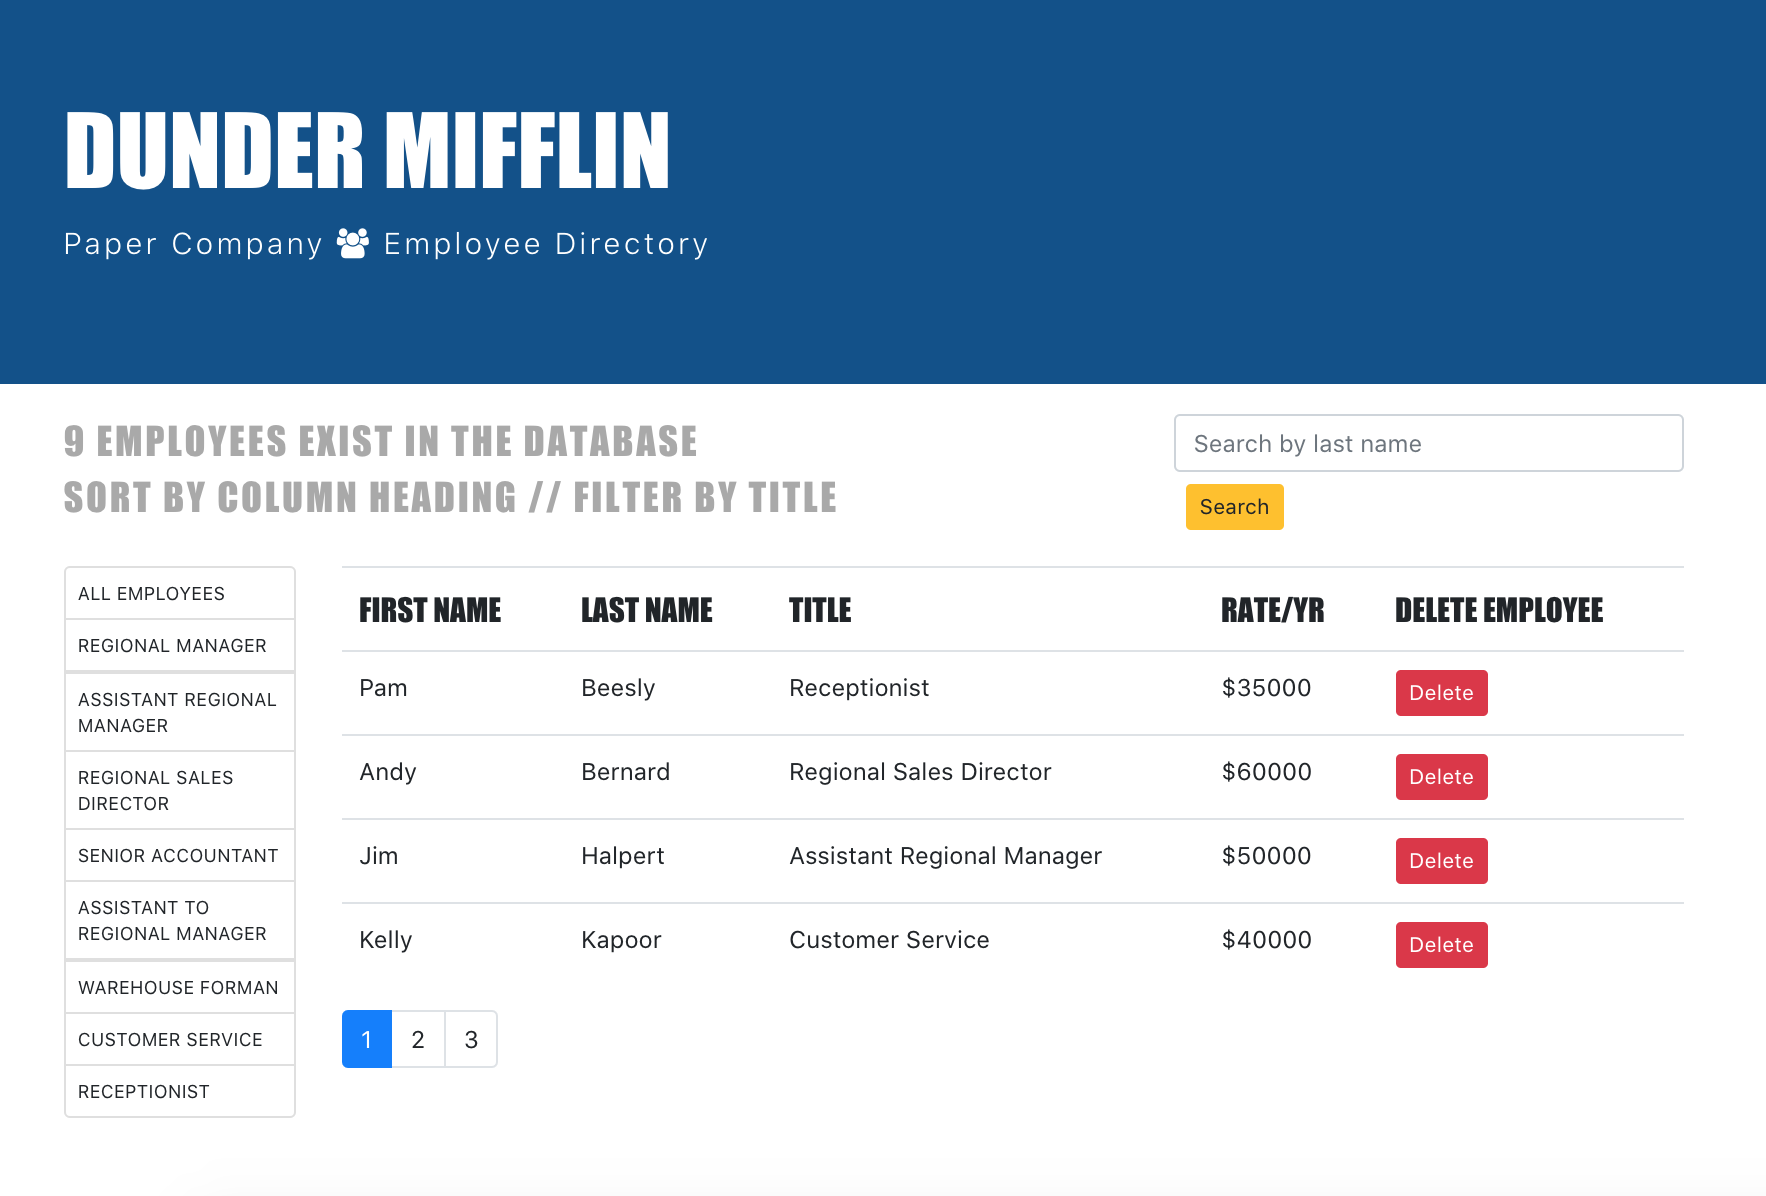 DUNDER MIFFLIN
Paper Company Employee Directory
9 EMPLOYEES EXIST IN THE DATABASE
SORT BY COLUMN HEADING // FILTER BY TITLE
Search by last name
Search
ALL EMPLOYEES
REGIONAL MANAGER
ASSISTANT REGIONAL
MANAGER
REGIONAL SALES
DIRECTOR
SENIOR ACCOUNTANT
ASSISTANT TO
REGIONAL MANAGER
WAREHOUSE FORMAN
CUSTOMER SERVICE
RECEPTIONIST
FIRST NAME LAST NAME TITLE RATE/YR DELETE EMPLOYEE
Pam Beesly Receptionist $35000 Delete
Andy Bernard Regional Sales Director $60000 Delete
Jim Halpert Assistant Regional Manager $50000 Delete
Kelly Kapoor Customer Service $40000 Delete
1 2 3